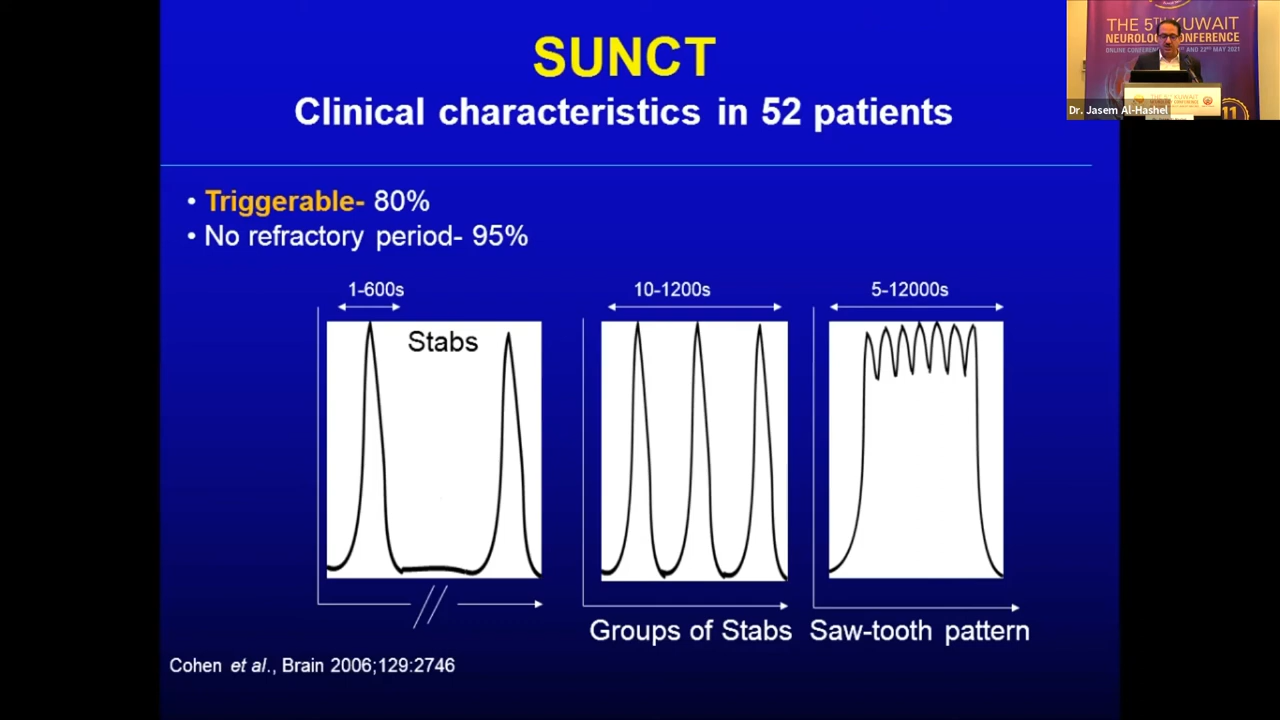 SUNCT
Clinical characteristics in 52 patients
• Triggerable- 80%
• No refractory period- 95%
1-600s
10-1200s
5-12000s
Stabs
Groups of Stabs
Saw-tooth pattern
Cohen et al., Brain 2006;129:2746
THE 5TH KUWAIT
NEUROLOGY CONFERENCE
Dr. Jasem Al-Hashel